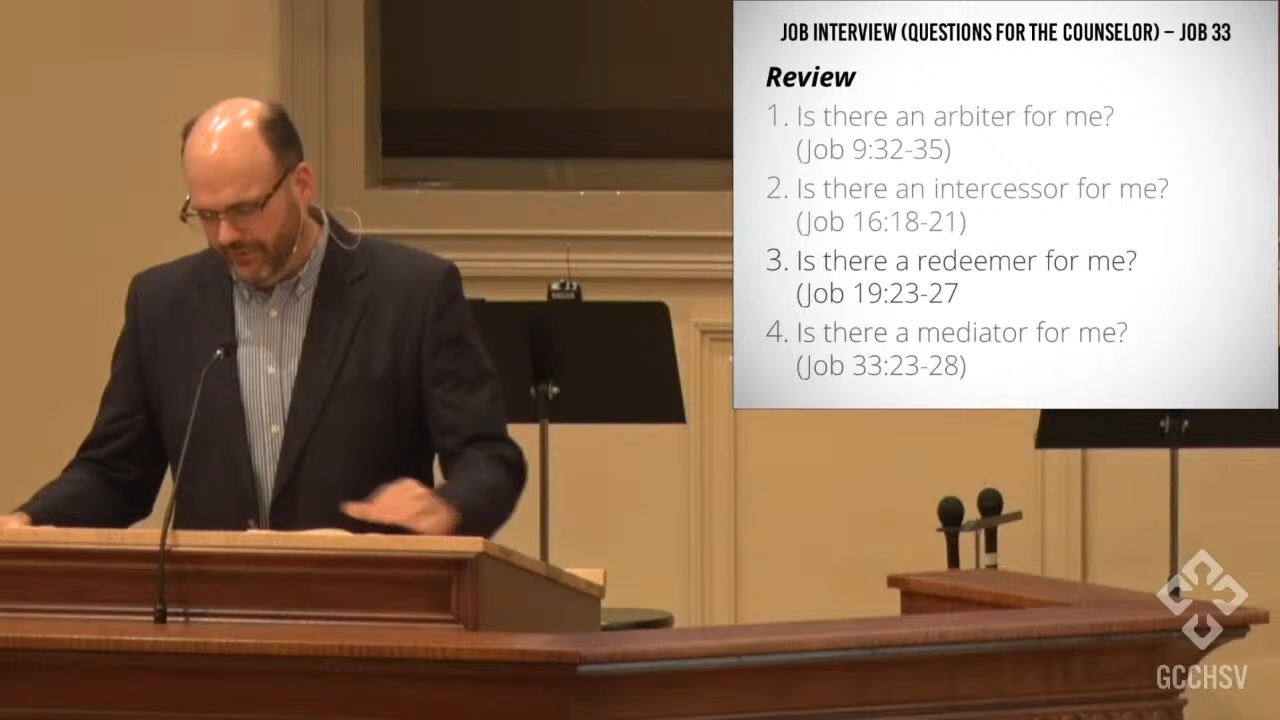 JOB INTERVIEW (QUESTIONS FOR THE COUNSELOR) – JOB 33
Review
1. Is there an arbiter for me?
(Job 9:32-35)
2. Is there an intercessor for me?
(Job 16:18-21)
3. Is there a redeemer for me?
(Job 19:23-27
4. Is there a mediator for me?
(Job 33:23-28)
GCCHSV